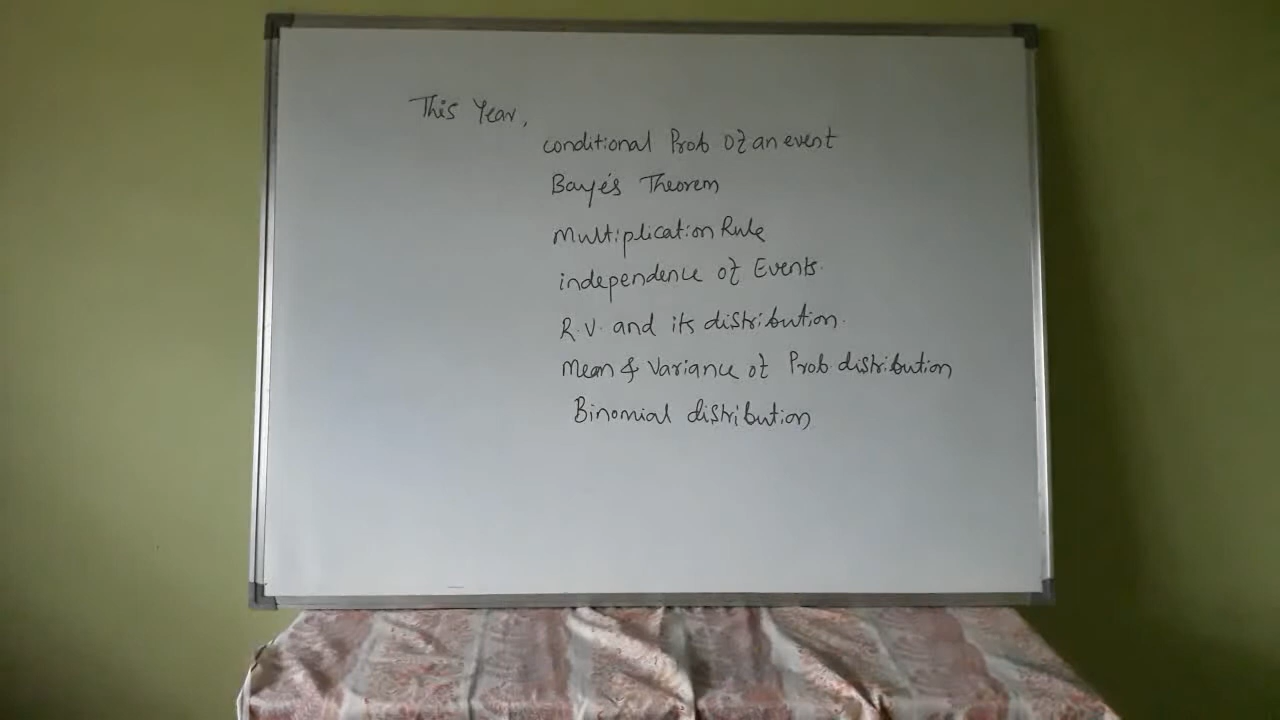 This Year,
conditional Prob of an event
Baye's Theorem
Multiplication Rule
independence of Events.
R.V. and its distribution.
Mean & Variance of Prob. distribution
Binomial distribution